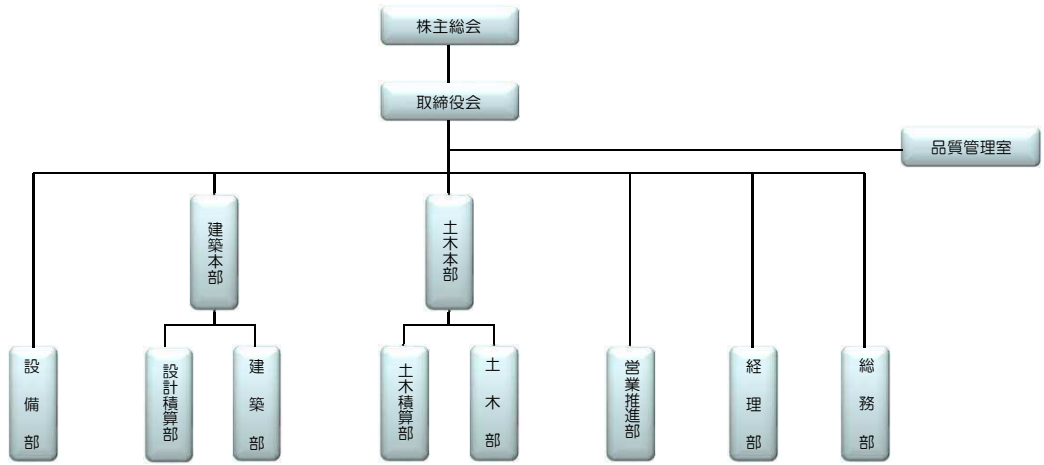 株主総会
取締役会
品質管理室
建築本部
土木本部
設備部
設計積算部
建築部
土木積算部
土木部
営業推進部
経理部
総務部